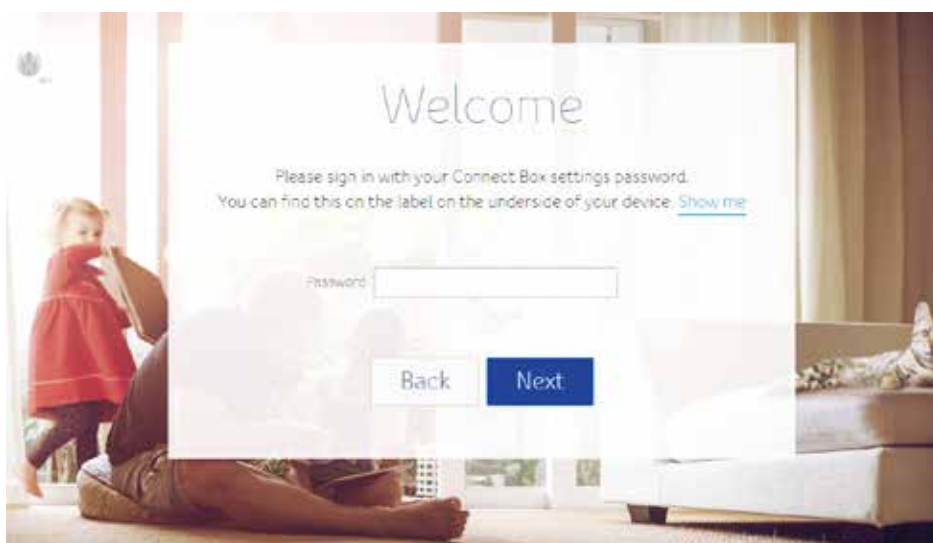 Welcome
Please sign in with your Connect Box settings password.
You can find this on the label on the underside of your device. Show me
Password
Back Next